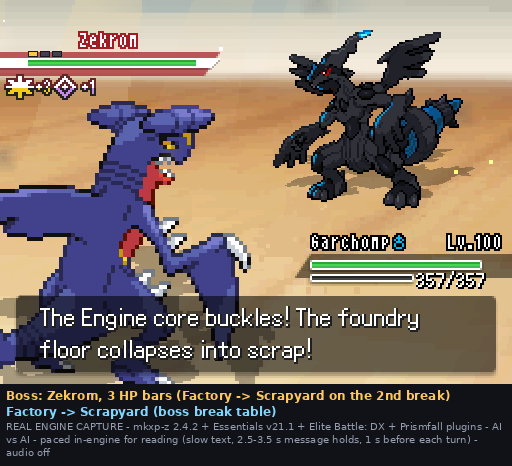 Zekrom
+3 +1
Garchomp Lv.100
357/357
The Engine core buckles! The foundry
floor collapses into scrap!
Boss: Zekrom, 3 HP bars (Factory -> Scrapyard on the 2nd break)
Factory -> Scrapyard (boss break table)
REAL ENGINE CAPTURE - mkxp-z 2.4.2 + Essentials v21.1 + Elite Battle: DX + Prismfall plugins - AI
vs AI - paced in-engine for reading (slow text, 2.5-3.5 s message holds, 1 s before each turn) -
audio off